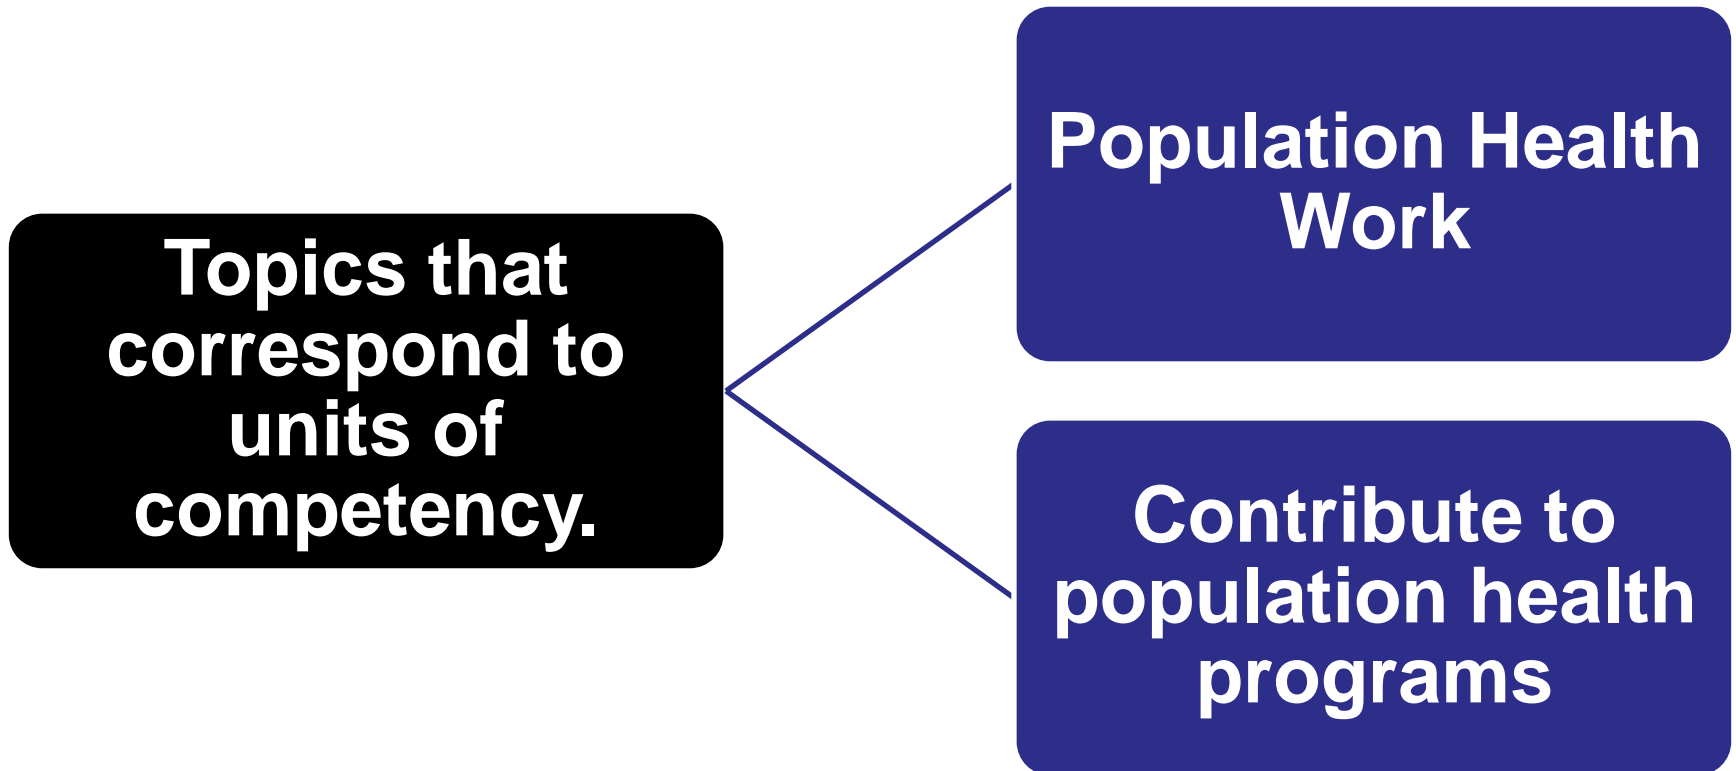 Topics that
correspond to
units of
competency.
Population Health
Work
Contribute to
population health
programs